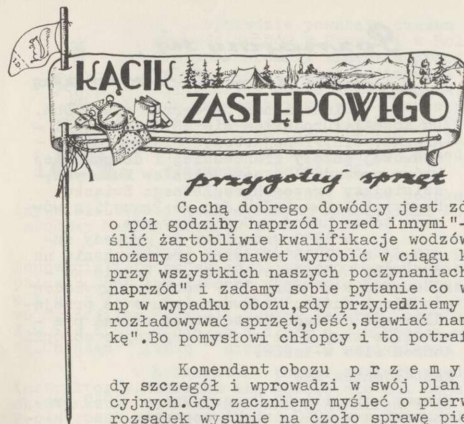 KĄCIK
ZASTĘPOWEGO
przygotuj sprzęt
Cechą dobrego dowódcy jest zd
o pół godziny naprzód przed innymi"-
ślić żartobliwie kwalifikacje wodzów
możemy sobie nawet wyrobić w ciągu k
przy wszystkich naszych poczynaniach
naprzód" i zadamy sobie pytanie co w
np w wypadku obozu,gdy przyjedziemy
rozładowywać sprzęt,jeść,stawiać nam
kę".Bo pomysłowi chłopcy i to potraf
Komendant obozu p r z e m y
dy szczegół i wprowadzi w swój plan
cyjnych.Gdy zaczniemy myśleć o pierw
rozsądek wysunie na czoło sprawę pie